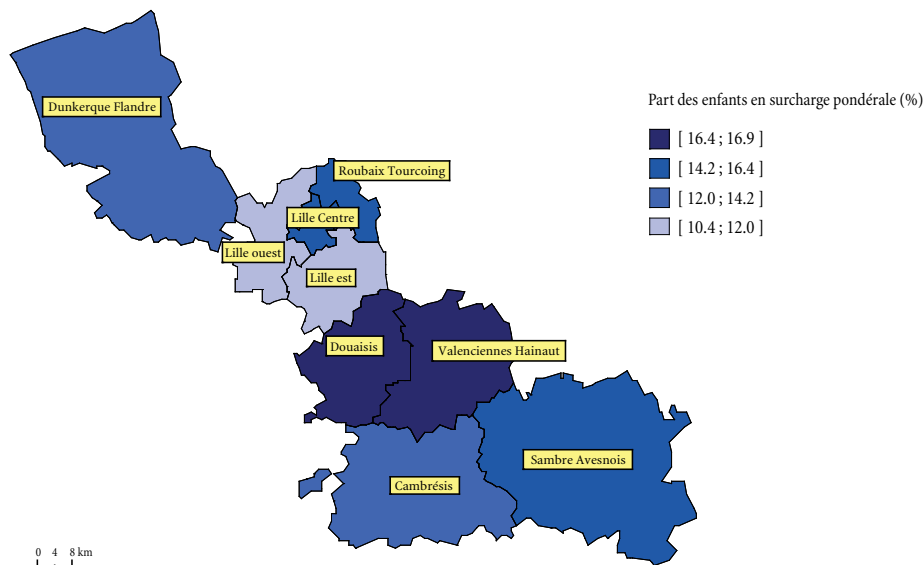 Dunkerque Flandre
Part des enfants en surcharge pondérale (%)
[ 16.4 ; 16.9 ]
[ 14.2 ; 16.4 ]
[ 12.0 ; 14.2 ]
[ 10.4 ; 12.0 ]
Roubaix Tourcoing
Lille Centre
Lille ouest
Lille est
Douaisis
Valenciennes Hainaut
Sambre Avesnois
Cambrésis
0 4 8 km